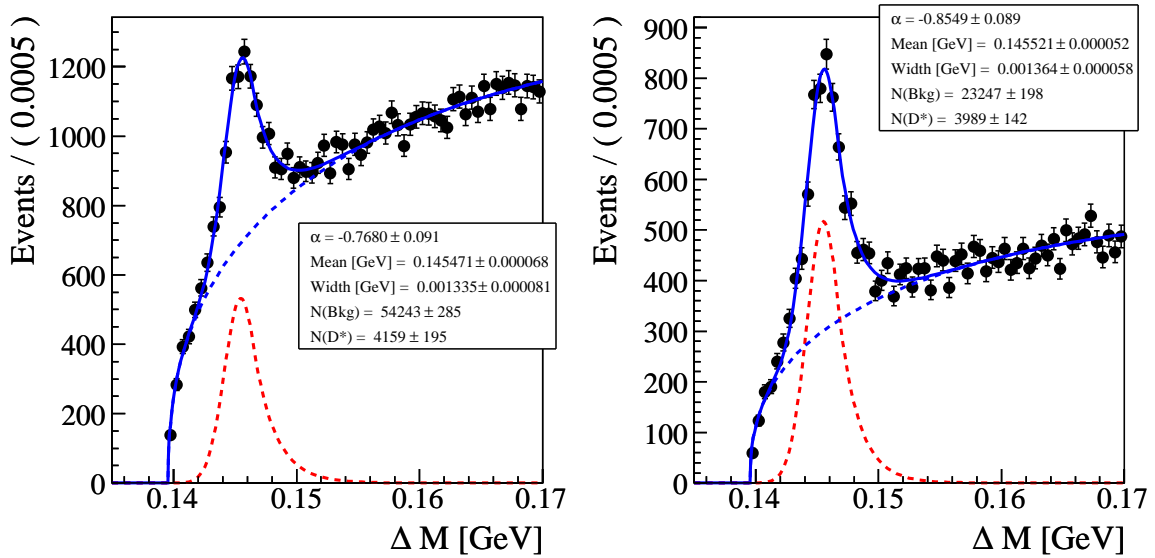 Events / ( 0.0005 )
1200
1000
800
600
400
200
0
α = -0.7680 ± 0.091
Mean [GeV] = 0.145471 ± 0.000068
Width [GeV] = 0.001335 ± 0.000081
N(Bkg) = 54243 ± 285
N(D*) = 4159 ± 195
0.14
0.15
0.16
0.17
Δ M [GeV]
Events / ( 0.0005 )
900
800
700
600
500
400
300
200
100
0
α = -0.8549 ± 0.089
Mean [GeV] = 0.145521 ± 0.000052
Width [GeV] = 0.001364 ± 0.000058
N(Bkg) = 23247 ± 198
N(D*) = 3989 ± 142
0.14
0.15
0.16
0.17
Δ M [GeV]